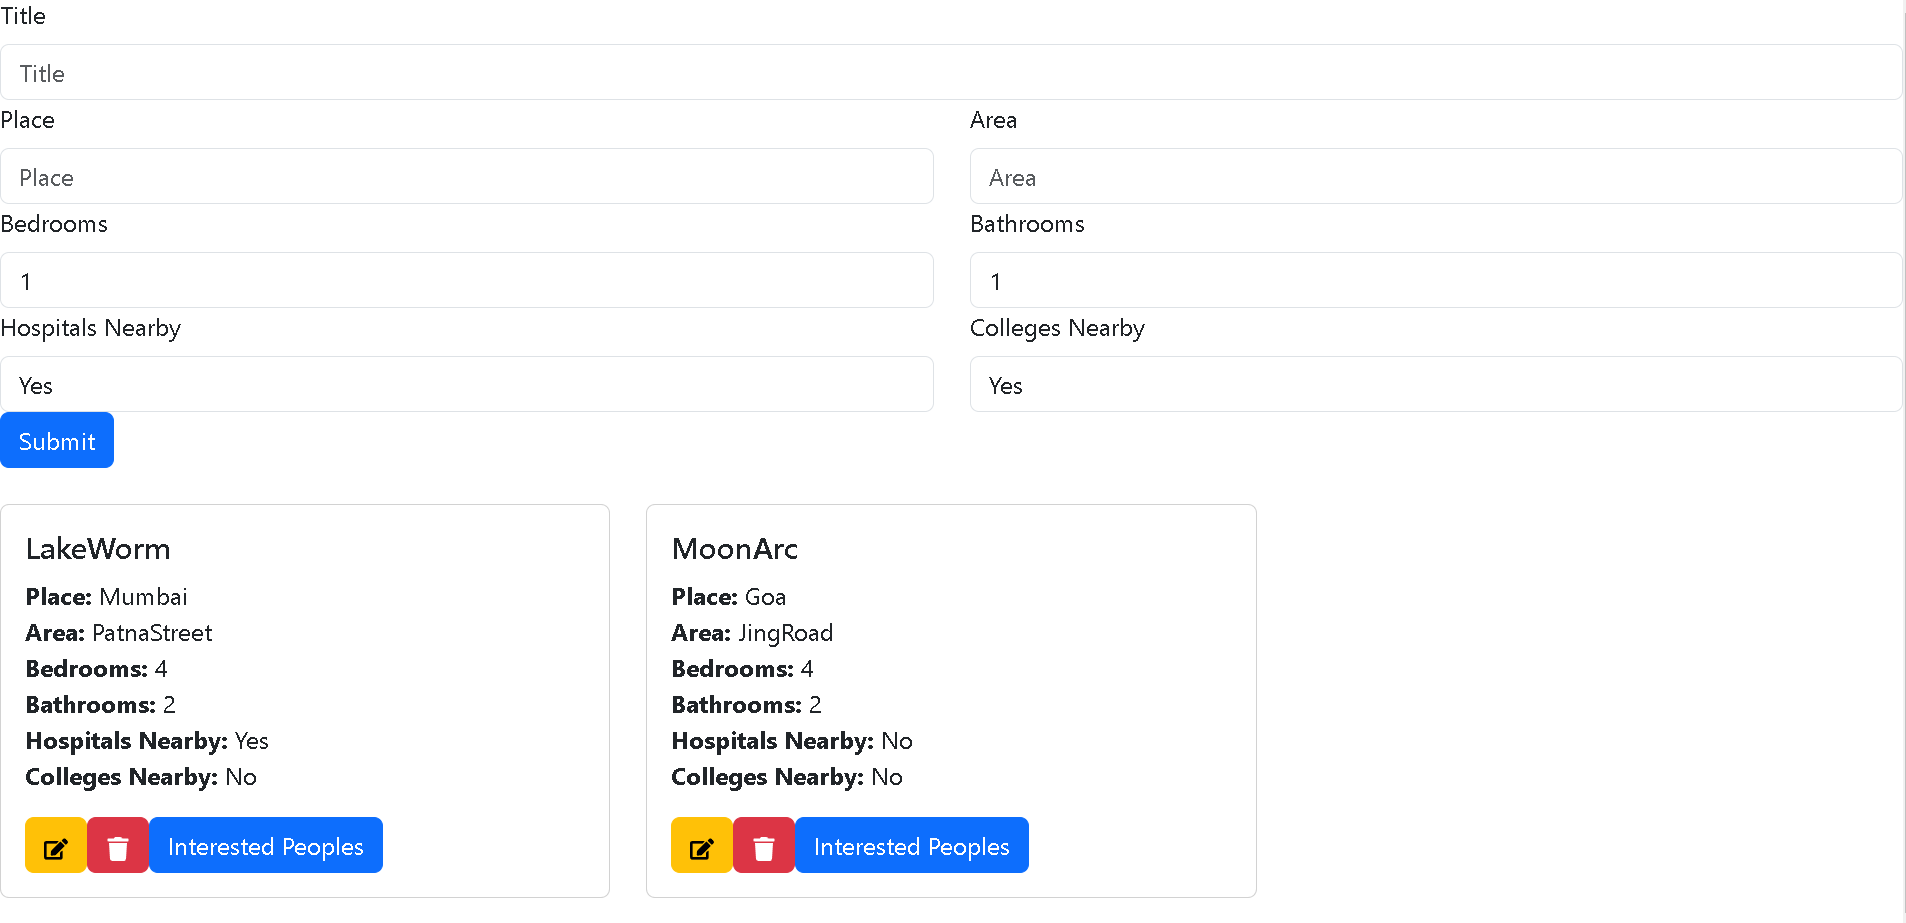 Title
Title
Place Area
Place Area
Bedrooms Bathrooms
1 1
Hospitals Nearby Colleges Nearby
Yes Yes
Submit
LakeWorm
Place: Mumbai
Area: PatnaStreet
Bedrooms: 4
Bathrooms: 2
Hospitals Nearby: Yes
Colleges Nearby: No
Interested Peoples
MoonArc
Place: Goa
Area: JingRoad
Bedrooms: 4
Bathrooms: 2
Hospitals Nearby: No
Colleges Nearby: No
Interested Peoples